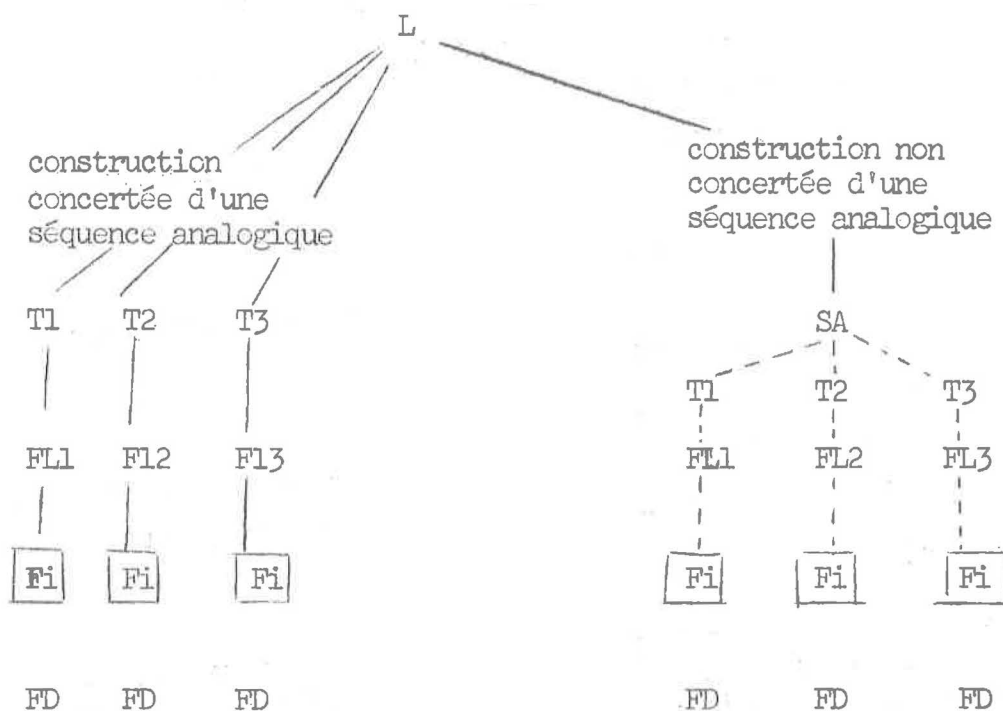 L
construction
concertée d'une
séquence analogique
construction non
concertée d'une
séquence analogique
T1 T2 T3
SA
T1 T2 T3
FL1 Fl2 Fl3
FL1 FL2 FL3
Fi Fi Fi
Fi Fi Fi
FD FD FD
FD FD FD